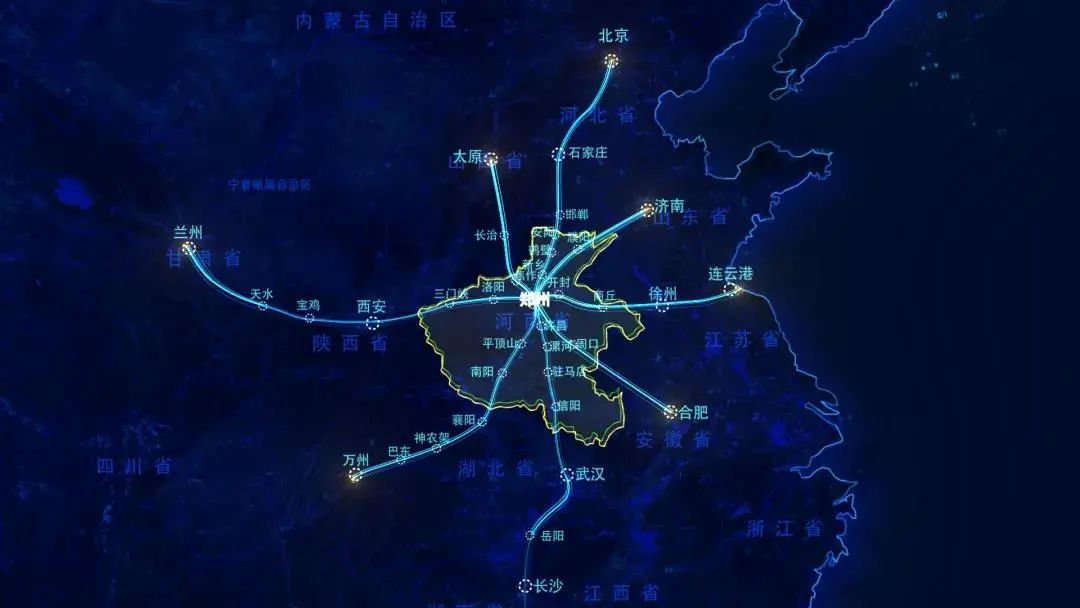 内蒙古自治区
北京
河北省
石家庄
太原
山西省
宁夏回族自治区
济南
山东省
邯郸
兰州
甘肃省
长治
安阳
濮阳
鹤壁
新乡
焦作
连云港
天水
宝鸡
西安
三门峡
洛阳
郑州
开封
商丘
徐州
陕西省
河南省
许昌
江苏省
平顶山
漯河
周口
南阳
驻马店
襄阳
信阳
合肥
神农架
安徽省
巴东
万州
四川省
湖北省
武汉
浙江省
岳阳
长沙
江西省